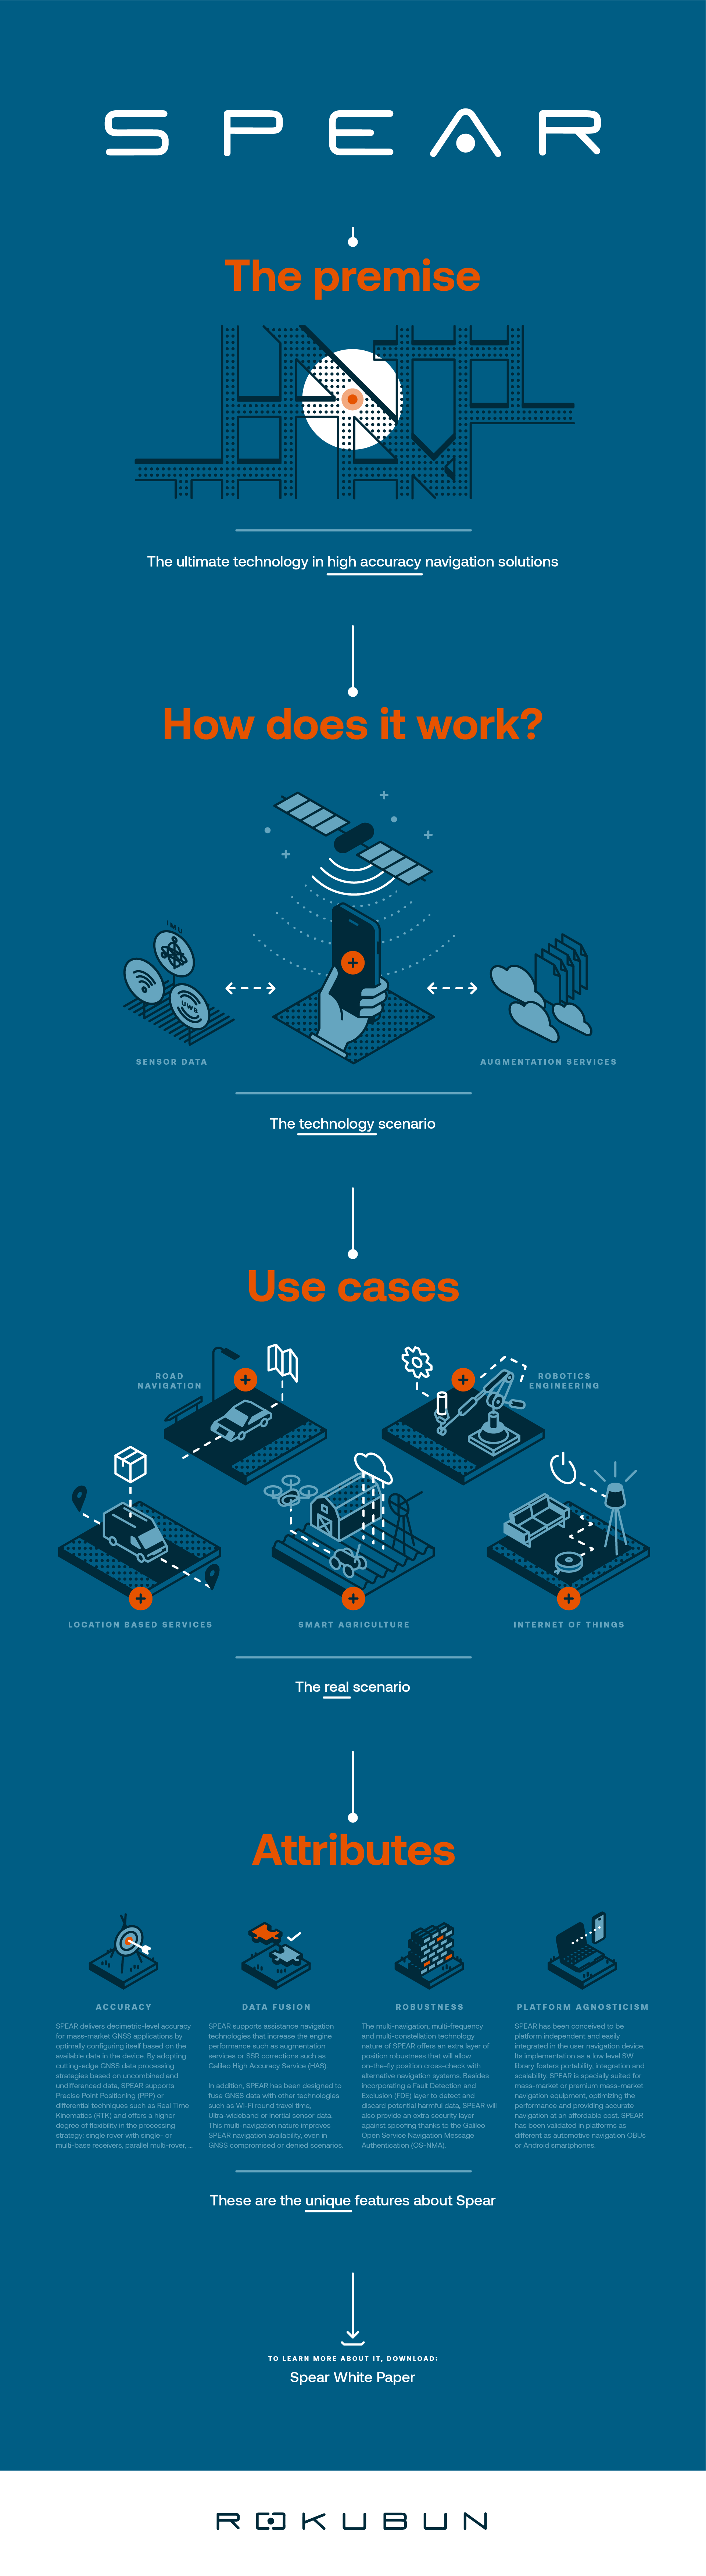 SPEAR
The premise
The ultimate technology in high accuracy navigation solutions
How does it work?
IMU
UWB
SENSOR DATA
AUGMENTATION SERVICES
The technology scenario
Use cases
ROAD
NAVIGATION
ROBOTICS
ENGINEERING
LOCATION BASED SERVICES
SMART AGRICULTURE
INTERNET OF THINGS
The real scenario
Attributes
ACCURACY
SPEAR delivers decimetric-level accuracy
for mass-market GNSS applications by
optimally configuring itself based on the
available data in the device. By adopting
cutting-edge GNSS data processing
strategies based on uncombined and
undifferenced data, SPEAR supports
Precise Point Positioning (PPP) or
differential techniques such as Real Time
Kinematics (RTK) and offers a higher
degree of flexibility in the processing
strategy: single rover with single- or
multi-base receivers, parallel multi-rover, ...
DATA FUSION
SPEAR supports assistance navigation
technologies that increase the engine
performance such as augmentation
services or SSR corrections such as
Galileo High Accuracy Service (HAS).
In addition, SPEAR has been designed to
fuse GNSS data with other technologies
such as Wi-Fi round travel time,
Ultra-wideband or inertial sensor data.
This multi-navigation nature improves
SPEAR navigation availability, even in
GNSS compromised or denied scenarios.
ROBUSTNESS
The multi-navigation, multi-frequency
and multi-constellation technology
nature of SPEAR offers an extra layer of
position robustness that will allow
on-the-fly position cross-check with
alternative navigation systems. Besides
incorporating a Fault Detection and
Exclusion (FDE) layer to detect and
discard potential harmful data, SPEAR will
also provide an extra security layer
against spoofing thanks to the Galileo
Open Service Navigation Message
Authentication (OS-NMA).
PLATFORM AGNOSTICISM
SPEAR has been conceived to be
platform independent and easily
integrated in the user navigation device.
Its implementation as a low level SW
library fosters portability, integration and
scalability. SPEAR is specially suited for
mass-market or premium mass-market
navigation equipment, optimizing the
performance and providing accurate
navigation at an affordable cost. SPEAR
has been validated in platforms as
different as automotive navigation OBUs
or Android smartphones.
These are the unique features about Spear
TO LEARN MORE ABOUT IT, DOWNLOAD:
Spear White Paper
ROKUBUN